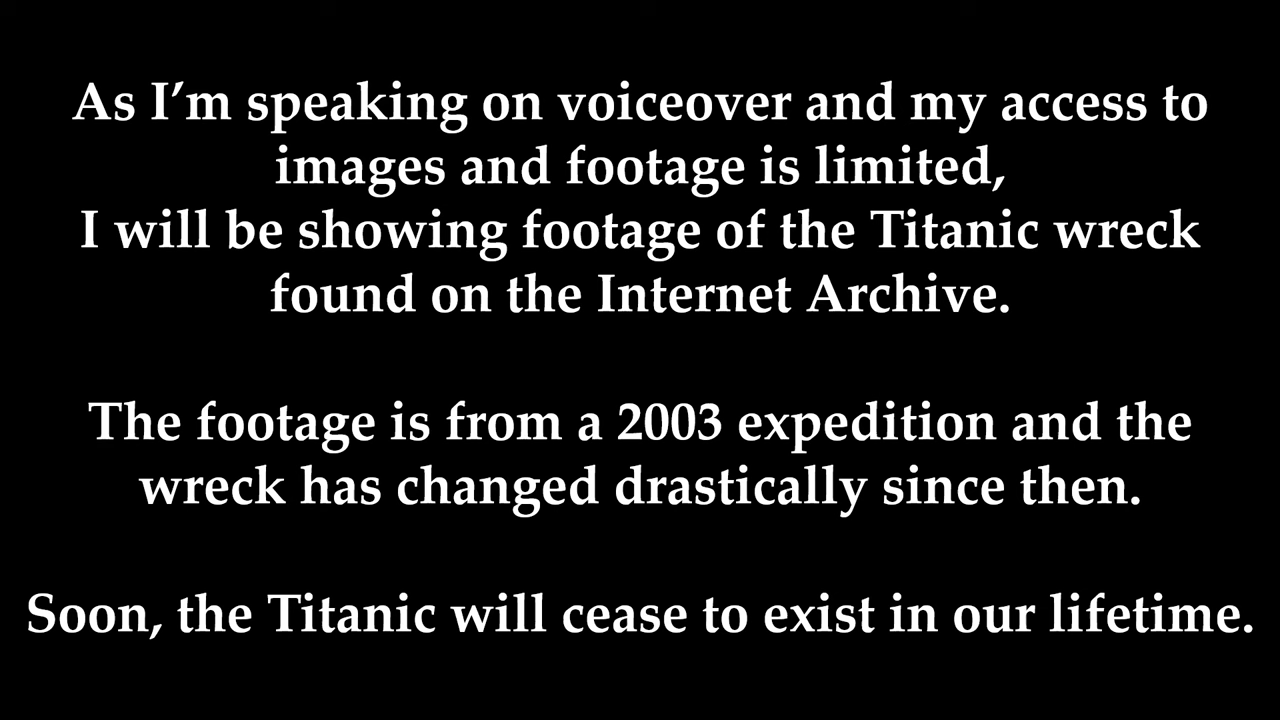 As I’m speaking on voiceover and my access to
images and footage is limited,
I will be showing footage of the Titanic wreck
found on the Internet Archive.
The footage is from a 2003 expedition and the
wreck has changed drastically since then.
Soon, the Titanic will cease to exist in our lifetime.